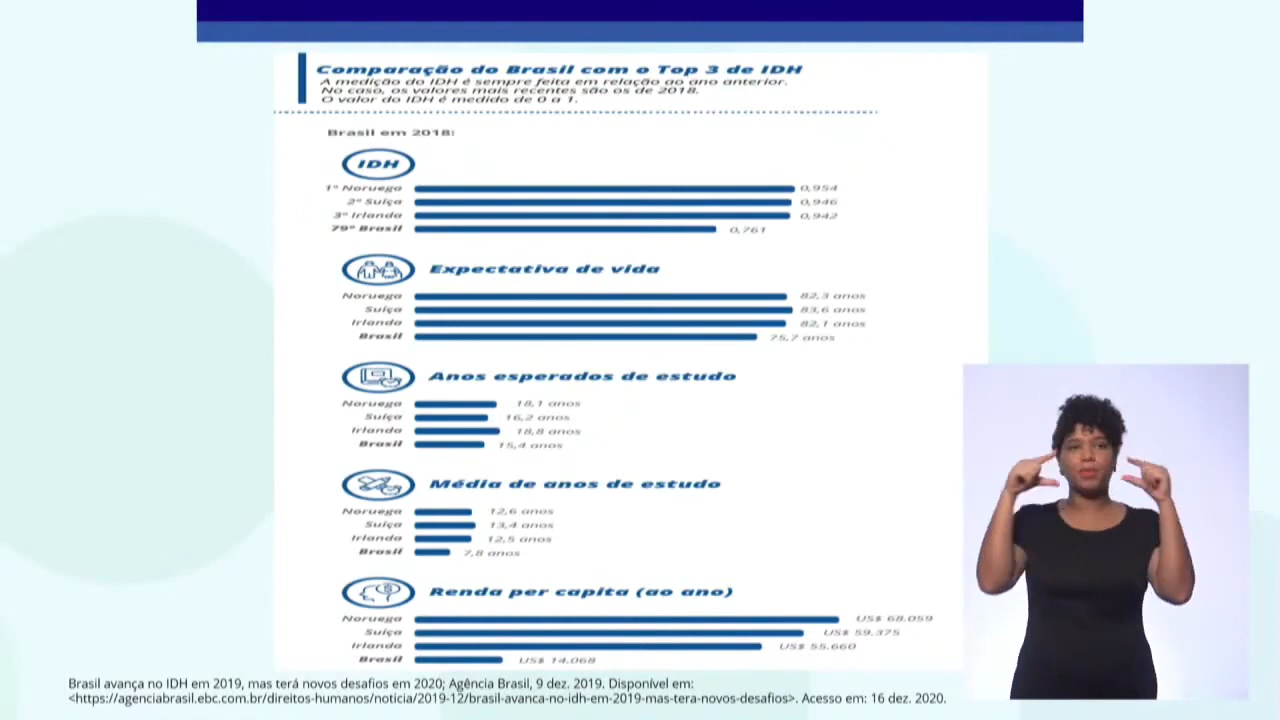 Comparação do Brasil com o Top 3 de IDH
A medição do IDH é sempre feita em relação ao ano anterior.
No caso, os valores mais recentes são os de 2018.
O valor do IDH é medido de 0 a 1.
Brasil em 2018:
IDH
1º Noruega 0,954
2º Suíça 0,946
3º Irlanda 0,942
79º Brasil 0,761
Expectativa de vida
Noruega 82,3 anos
Suíça 83,6 anos
Irlanda 82,1 anos
Brasil 75,7 anos
Anos esperados de estudo
Noruega 18,1 anos
Suíça 16,2 anos
Irlanda 18,8 anos
Brasil 15,4 anos
Média de anos de estudo
Noruega 12,6 anos
Suíça 13,4 anos
Irlanda 12,5 anos
Brasil 7,8 anos
Renda per capita (ao ano)
Noruega US$ 68.059
Suíça US$ 59.375
Irlanda US$ 55.660
Brasil US$ 14.068
Brasil avança no IDH em 2019, mas terá novos desafios em 2020; Agência Brasil, 9 dez. 2019. Disponível em:
<https://agenciabrasil.ebc.com.br/direitos-humanos/noticia/2019-12/brasil-avanca-no-idh-em-2019-mas-tera-novos-desafios>. Acesso em: 16 dez. 2020.